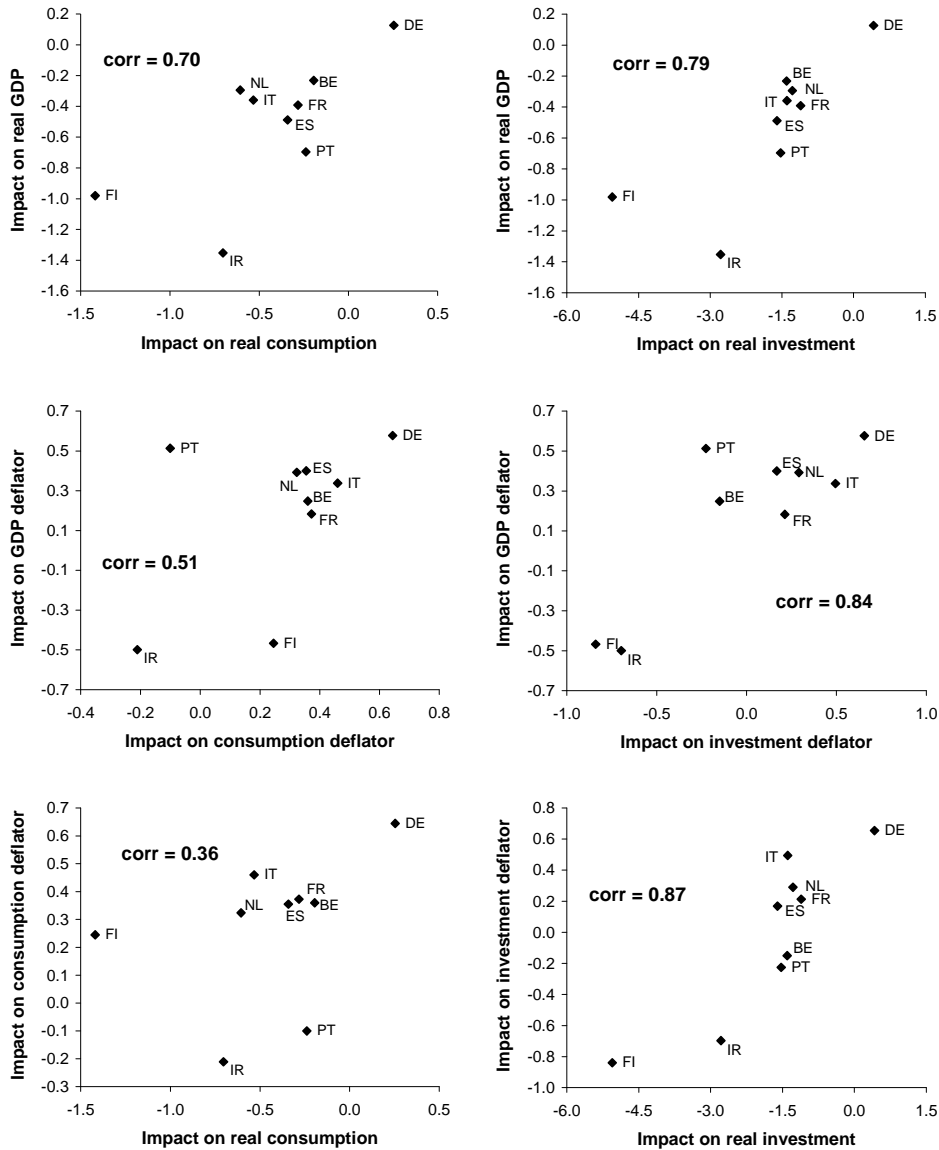 Impact on real GDP
0.2
0.0
-0.2
-0.4
-0.6
-0.8
-1.0
-1.2
-1.4
-1.6
corr = 0.70
DE
NL
BE
IT
FR
ES
PT
FI
IR
-1.5 -1.0 -0.5 0.0 0.5
Impact on real consumption
Impact on real GDP
0.2
0.0
-0.2
-0.4
-0.6
-0.8
-1.0
-1.2
-1.4
-1.6
corr = 0.79
DE
BE
NL
IT
FR
ES
PT
FI
IR
-6.0 -4.5 -3.0 -1.5 0.0 1.5
Impact on real investment
Impact on GDP deflator
0.7
0.5
0.3
0.1
-0.1
-0.3
-0.5
-0.7
corr = 0.51
DE
PT
ES
NL
IT
BE
FR
FI
IR
-0.4 -0.2 0.0 0.2 0.4 0.6 0.8
Impact on consumption deflator
Impact on GDP deflator
0.7
0.5
0.3
0.1
-0.1
-0.3
-0.5
-0.7
corr = 0.84
DE
PT
ES
NL
IT
BE
FR
FI
IR
-1.0 -0.5 0.0 0.5 1.0
Impact on investment deflator
Impact on consumption deflator
0.7
0.6
0.5
0.4
0.3
0.2
0.1
0.0
-0.1
-0.2
-0.3
corr = 0.36
DE
IT
FR
NL
ES
BE
FI
PT
IR
-1.5 -1.0 -0.5 0.0 0.5
Impact on real consumption
Impact on investment deflator
0.8
0.6
0.4
0.2
0.0
-0.2
-0.4
-0.6
-0.8
-1.0
corr = 0.87
DE
IT
NL
FR
ES
BE
PT
IR
FI
-6.0 -4.5 -3.0 -1.5 0.0 1.5
Impact on real investment